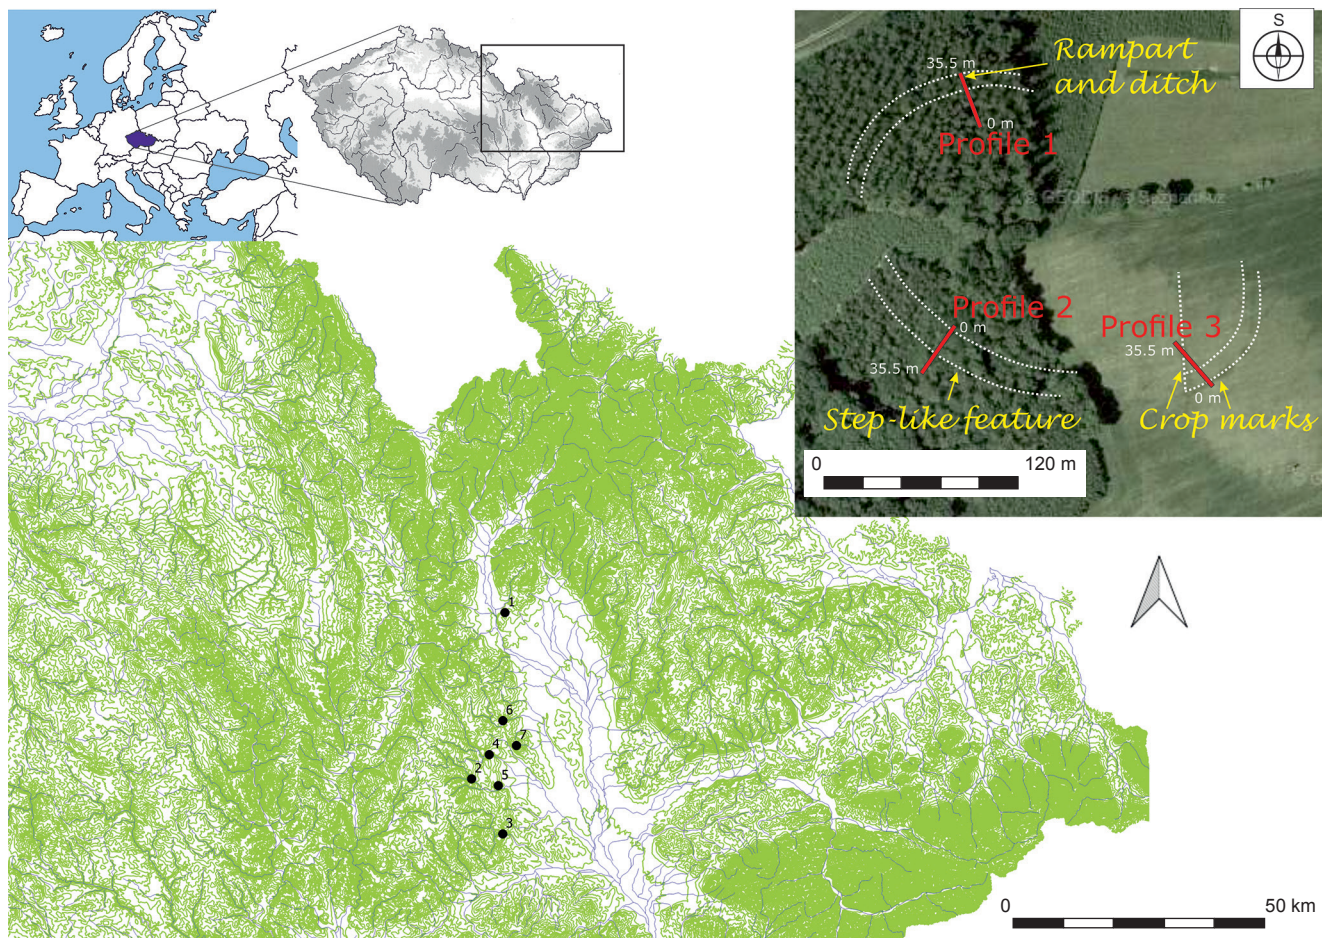 S
Rampart
and ditch
35.5 m
0 m
Profile 1
Profile 2
0 m
35.5 m
Step-like feature
Profile 3
35.5 m
0 m
Crop marks
0
120 m
1
6
7
4
2
5
3
0
50 km